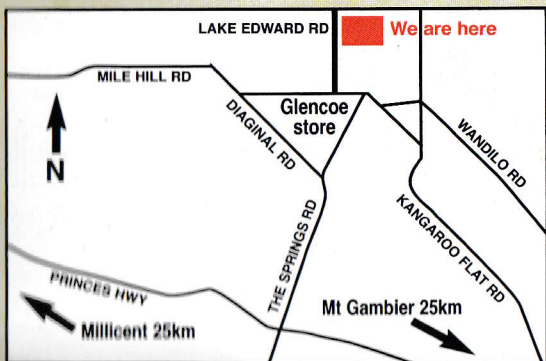 LAKE EDWARD RD
We are here
MILE HILL RD
Glencoe
store
DIAGINAL RD
WANDILO RD
N
KANGAROO FLAT RD
THE SPRINGS RD
PRINCES HWY
Mt Gambier 25km
Millicent 25km